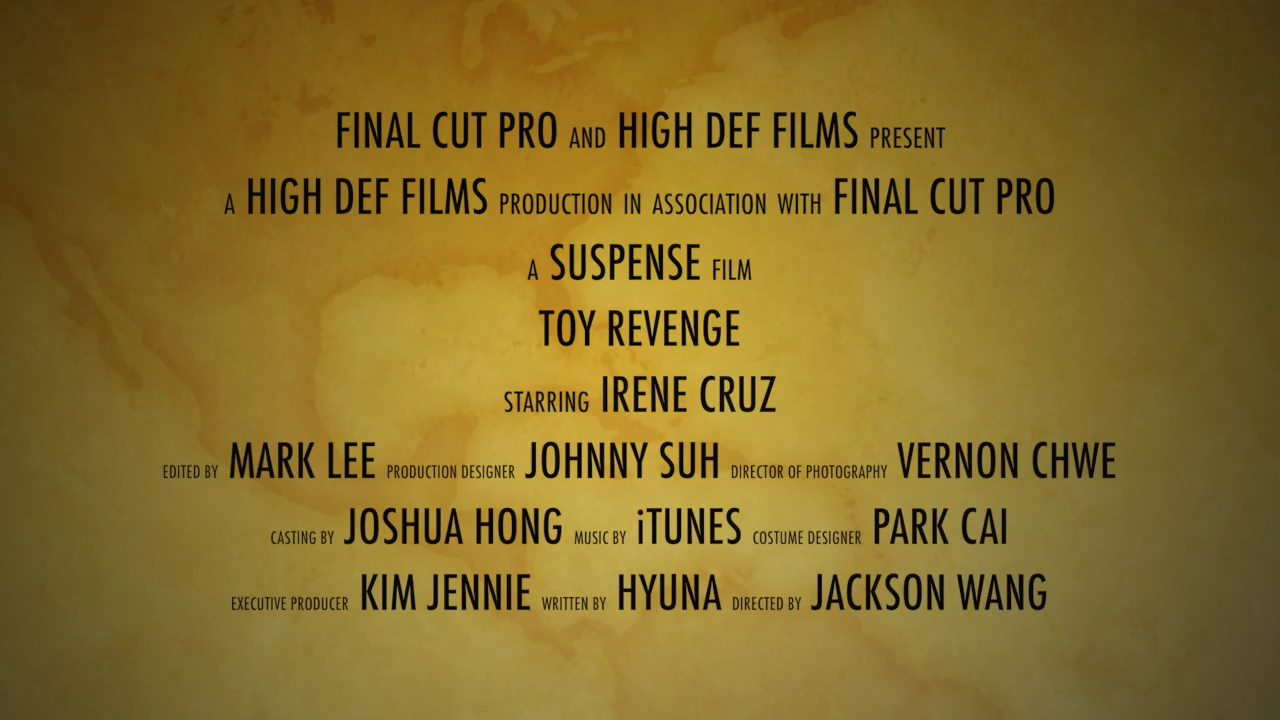 FINAL CUT PRO AND HIGH DEF FILMS PRESENT
A HIGH DEF FILMS PRODUCTION IN ASSOCIATION WITH FINAL CUT PRO
A SUSPENSE FILM
TOY REVENGE
STARRING IRENE CRUZ
EDITED BY MARK LEE PRODUCTION DESIGNER JOHNNY SUH DIRECTOR OF PHOTOGRAPHY VERNON CHWE
CASTING BY JOSHUA HONG MUSIC BY iTUNES COSTUME DESIGNER PARK CAI
EXECUTIVE PRODUCER KIM JENNIE WRITTEN BY HYUNA DIRECTED BY JACKSON WANG